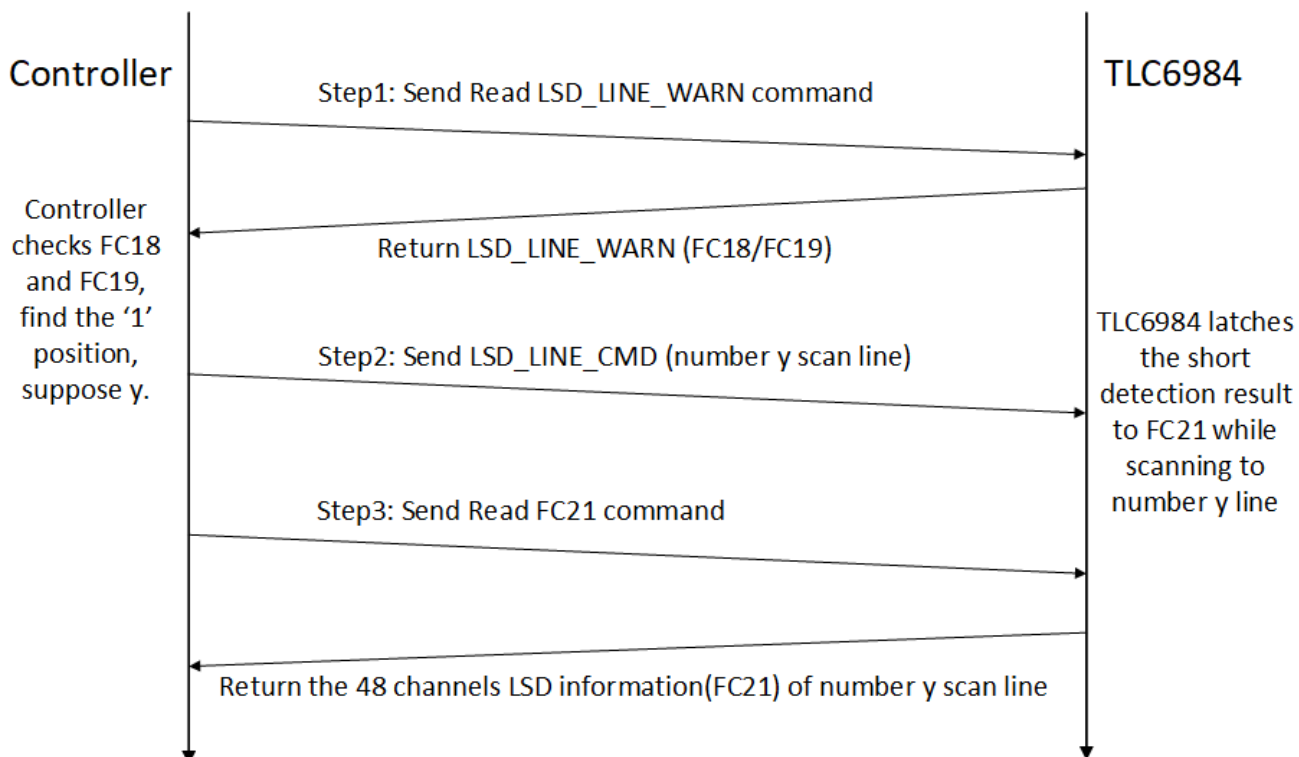 Controller
TLC6984
Step1: Send Read LSD_LINE_WARN command
Return LSD_LINE_WARN (FC18/FC19)
Controller
checks FC18
and FC19,
find the ‘1’
position,
suppose y.
Step2: Send LSD_LINE_CMD (number y scan line)
TLC6984 latches
the short
detection result
to FC21 while
scanning to
number y line
Step3: Send Read FC21 command
Return the 48 channels LSD information(FC21) of number y scan line